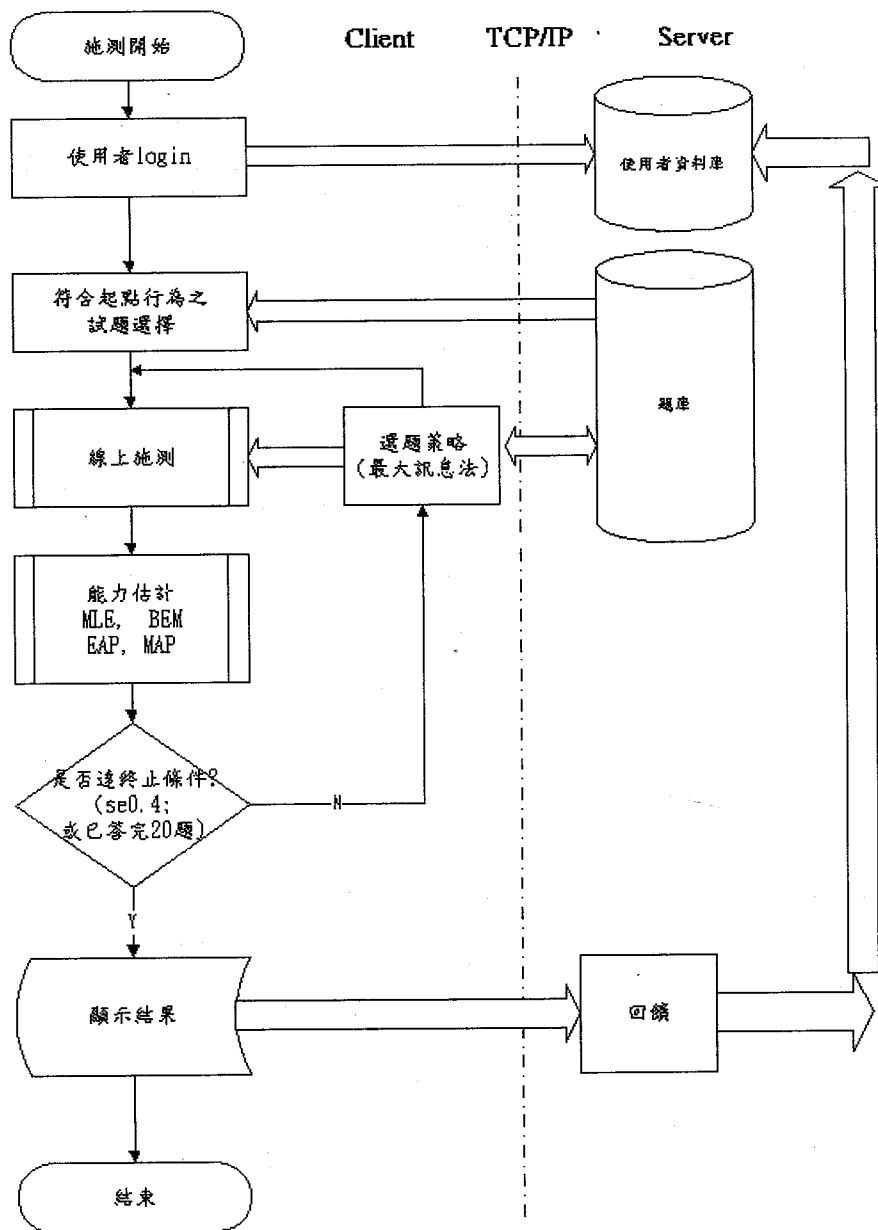 施測開始
Client
TCP/IP
Server
使用者login
使用者資料庫
符合起點行為之
試題選擇
題庫
線上施測
選題策略
(最大訊息法)
能力估計
MLE, BEM
EAP, MAP
是否達終止條件?
(se0.4;
或已答完20題)
N
Y
顯示結果
回饋
結束